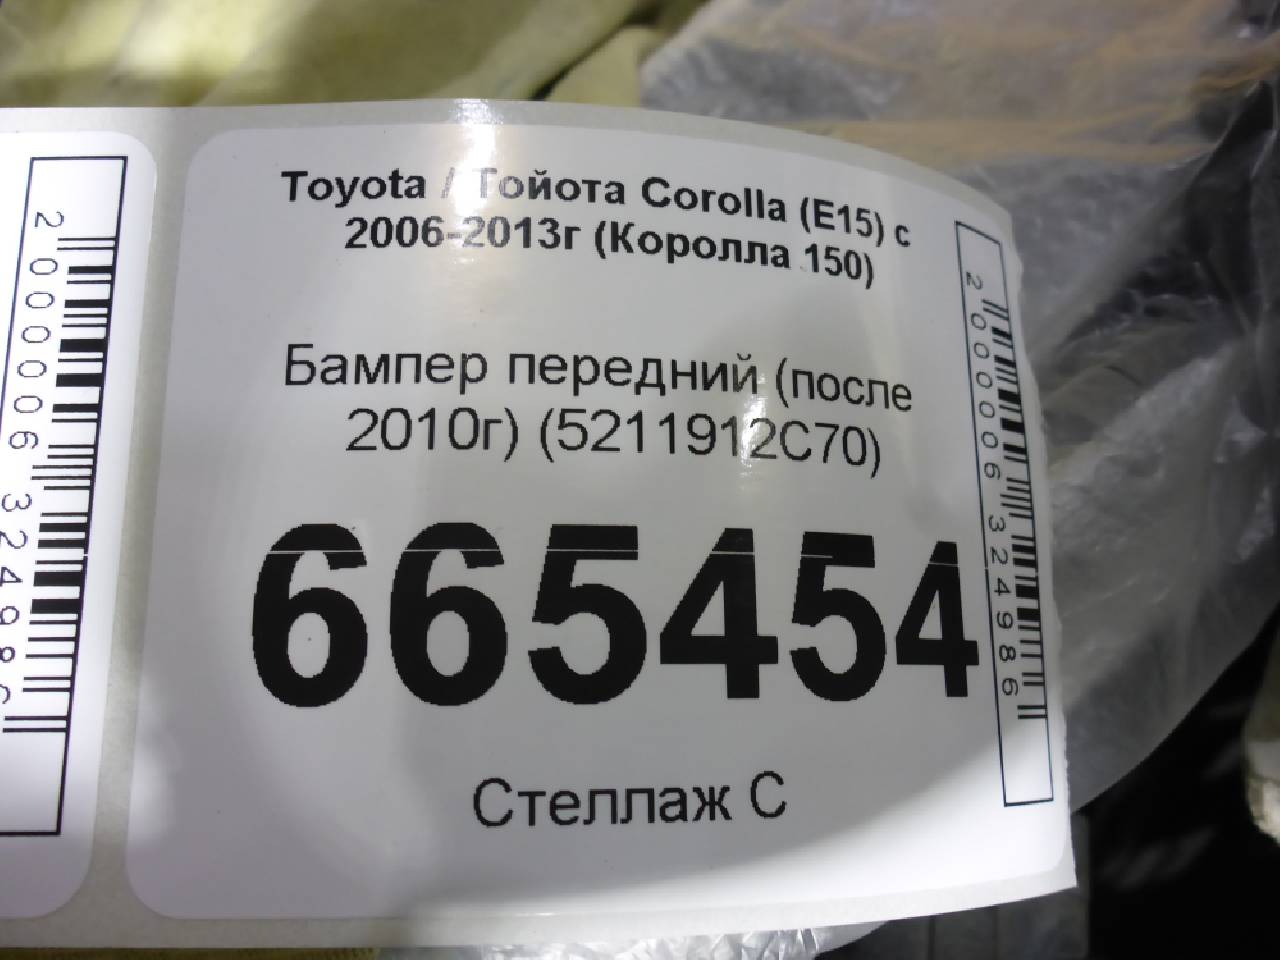 Toyota / Тойота Corolla (E15) с
2006-2013г (Королла 150)
Бампер передний (после
2010г) (5211912C70)
665454
Стеллаж С
2000006324986
2000006324986